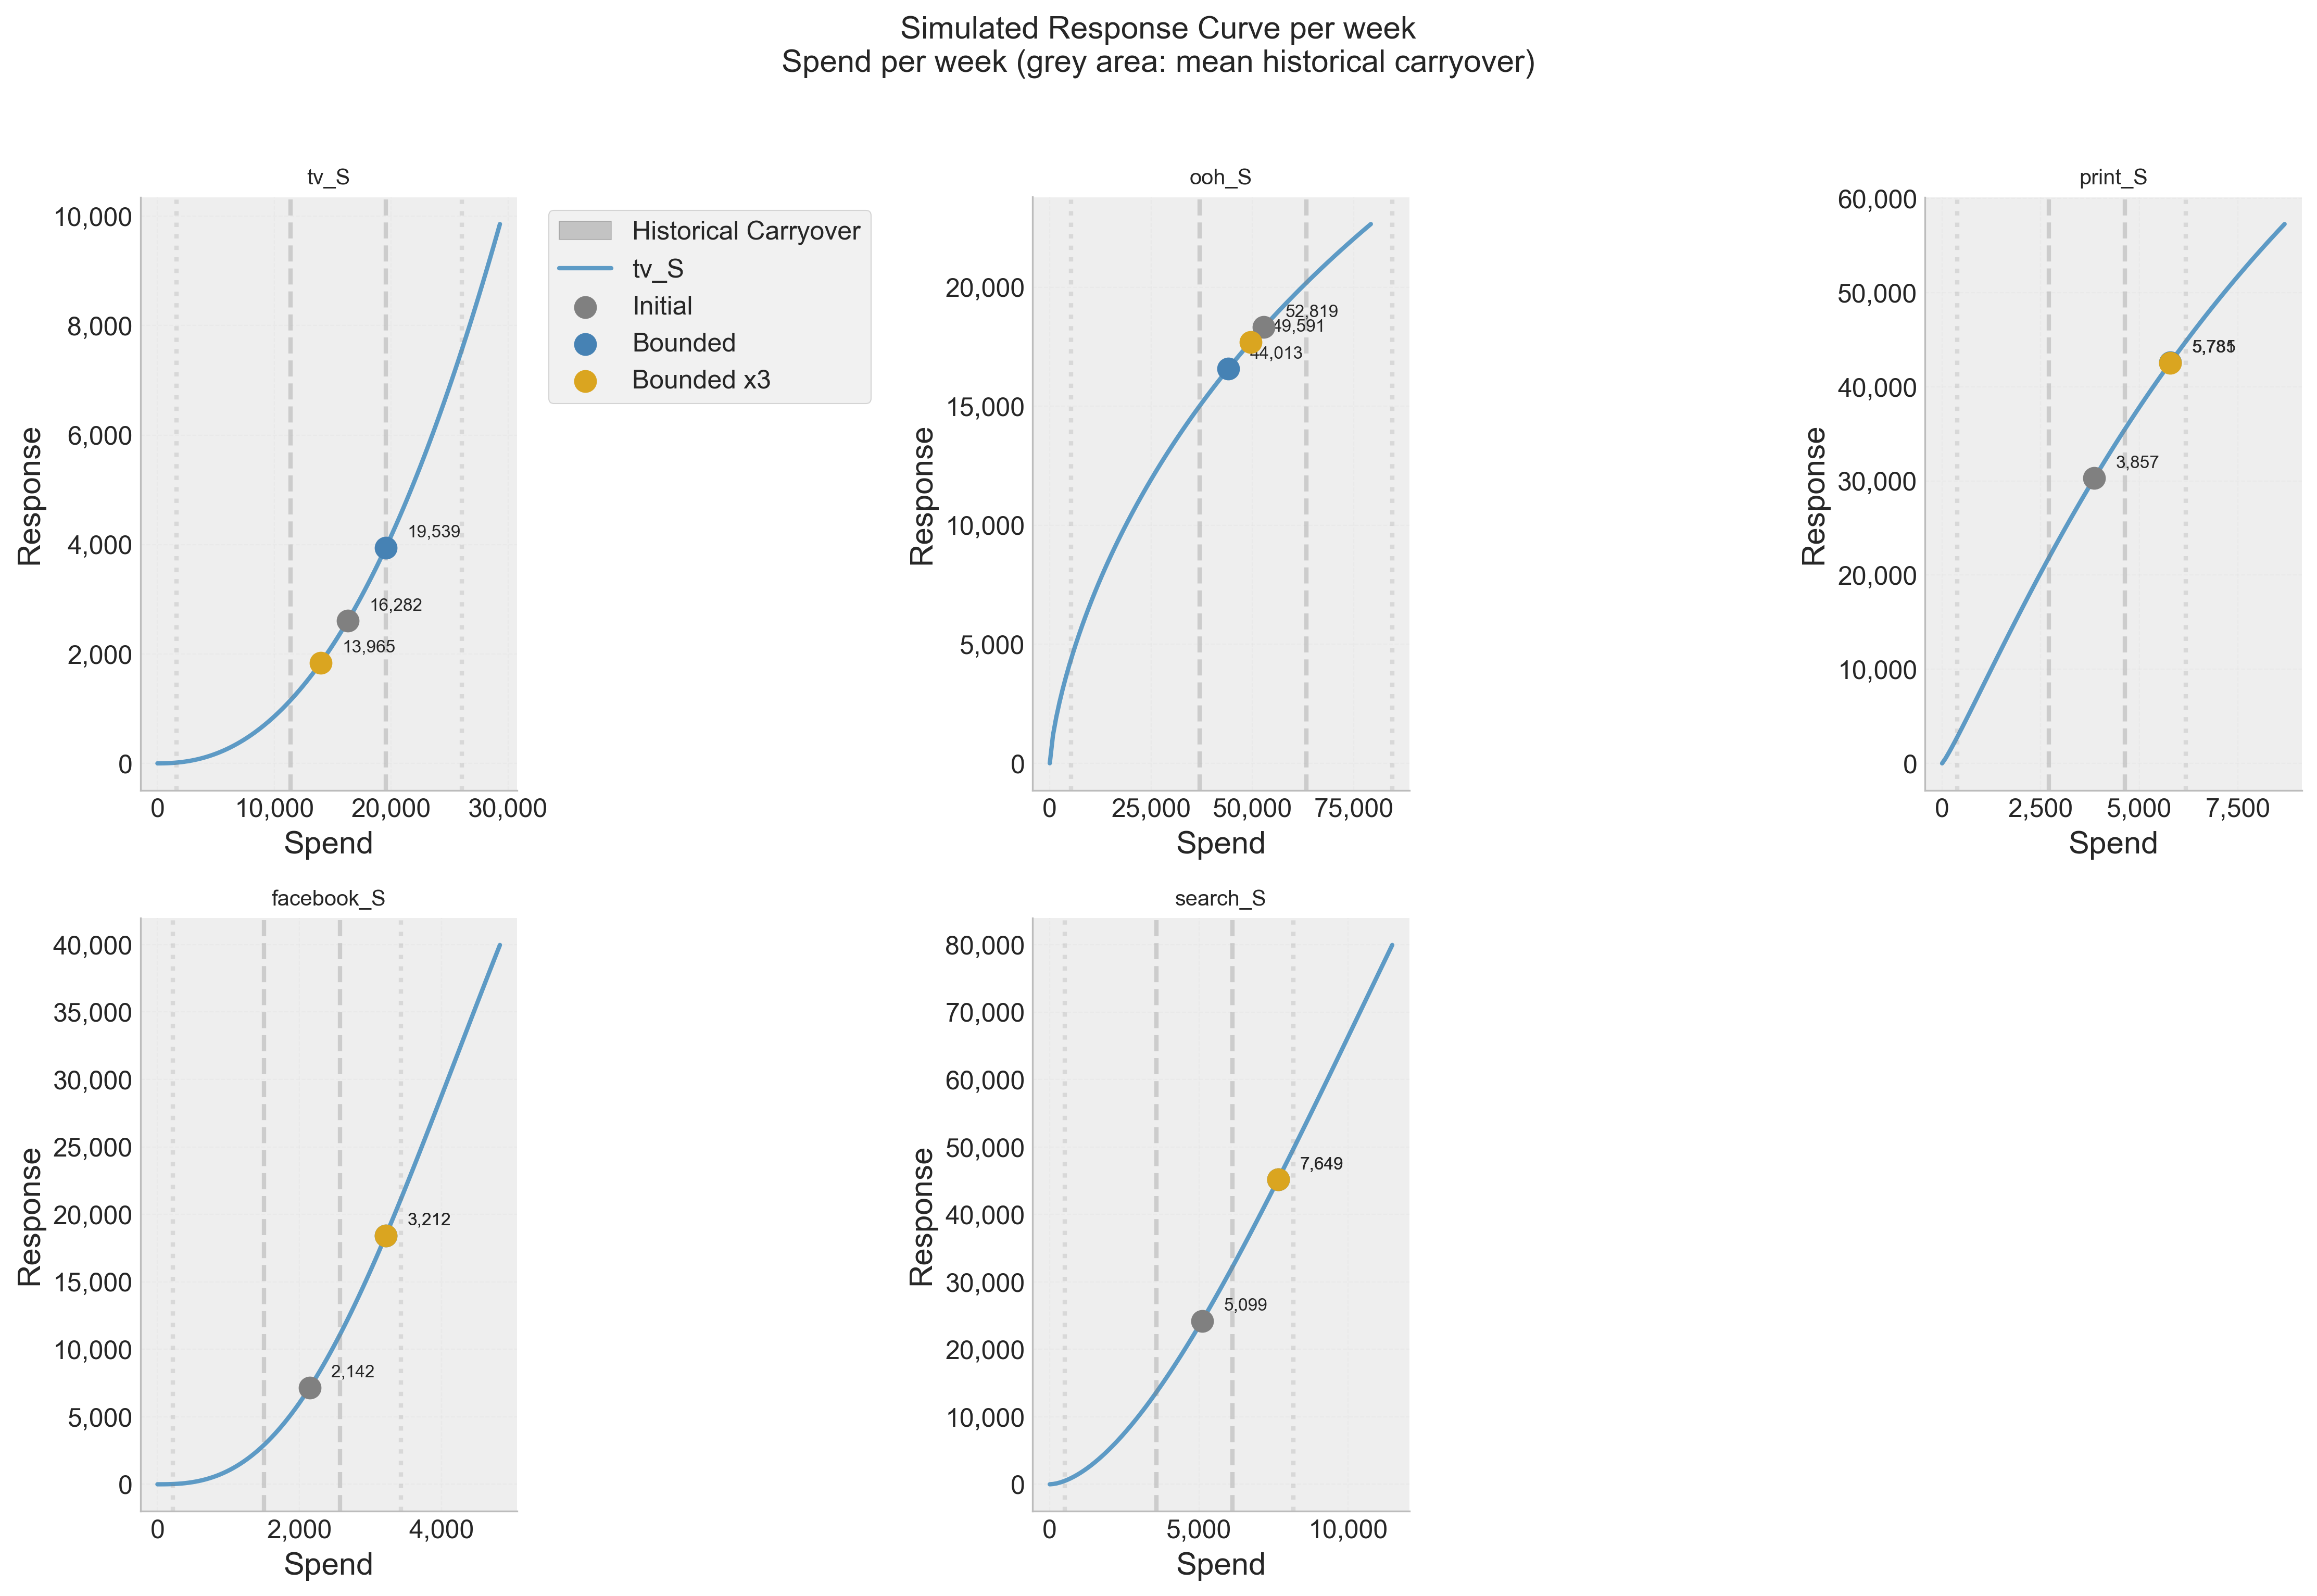 Simulated Response Curve per week
Spend per week (grey area: mean historical carryover)
tv_S
10,000
8,000
6,000
4,000
2,000
0
Response
19,539
16,282
13,965
0
10,000
20,000
30,000
Spend
Historical Carryover
tv_S
Initial
Bounded
Bounded x3
ooh_S
20,000
15,000
10,000
5,000
0
Response
52,819
49,591
44,013
0
25,000
50,000
75,000
Spend
print_S
60,000
50,000
40,000
30,000
20,000
10,000
0
Response
3,857
0
2,500
5,000
7,500
Spend
facebook_S
40,000
35,000
30,000
25,000
20,000
15,000
10,000
5,000
0
Response
3,212
2,142
0
2,000
4,000
Spend
search_S
80,000
70,000
60,000
50,000
40,000
30,000
20,000
10,000
0
Response
7,649
5,099
0
5,000
10,000
Spend